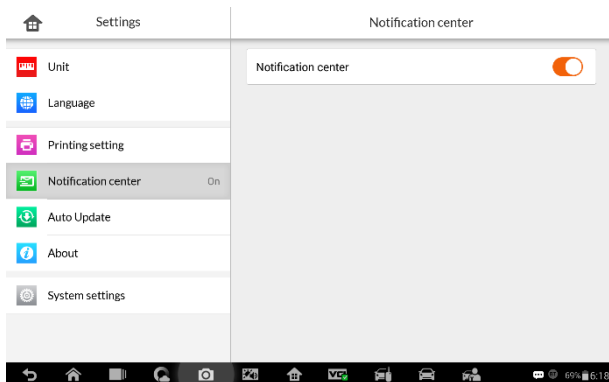 Settings
Notification center
Unit
Language
Printing setting
Notification center On
Auto Update
About
System settings
Notification center
VCI
69% 6:18